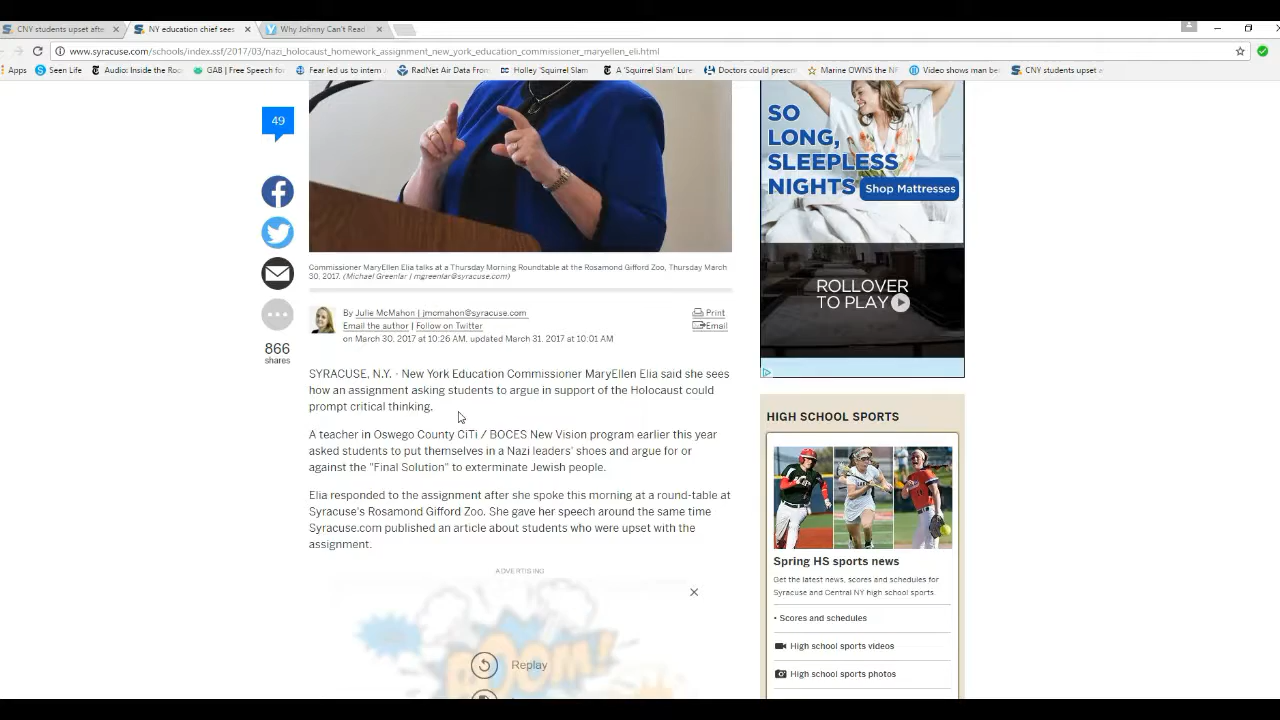 CNY students upset afte
NY education chief sees
Why Johnny Can't Read
www.syracuse.com/schools/index.ssf/2017/03/nazi_holocaust_homework_assignment_new_york_education_commissioner_maryellen_eli.html
Apps
Seen Life
Audio: Inside the Roo
GAB | Free Speech fo
Fear led us to intern J
RadNet Air Data From
Holley 'Squirrel Slam
A 'Squirrel Slam' Lures
Doctors could prescr
Marine OWNS the NF
Video shows man be
CNY students upset a
49
866
shares
Commissioner MaryEllen Elia talks at a Thursday Morning Roundtable at the Rosamond Gifford Zoo, Thursday March
30, 2017. (Michael Greenlar | mgreenlar@syracuse.com)
By Julie McMahon | jmcmahon@syracuse.com
Email the author | Follow on Twitter
on March 30, 2017 at 10:26 AM, updated March 31, 2017 at 10:01 AM
Print
Email
SYRACUSE, N.Y. - New York Education Commissioner MaryEllen Elia said she sees
how an assignment asking students to argue in support of the Holocaust could
prompt critical thinking.
A teacher in Oswego County CiTi / BOCES New Vision program earlier this year
asked students to put themselves in a Nazi leaders' shoes and argue for or
against the "Final Solution" to exterminate Jewish people.
Elia responded to the assignment after she spoke this morning at a round-table at
Syracuse's Rosamond Gifford Zoo. She gave her speech around the same time
Syracuse.com published an article about students who were upset with the
assignment.
ADVERTISING
BOOM!
Replay
SO
LONG,
SLEEPLESS
NIGHTS
Shop Mattresses
ROLLOVER
TO PLAY
HIGH SCHOOL SPORTS
Spring HS sports news
Get the latest news, scores and schedules for
Syracuse and Central NY high school sports
• Scores and schedules
High school sports videos
High school sports photos